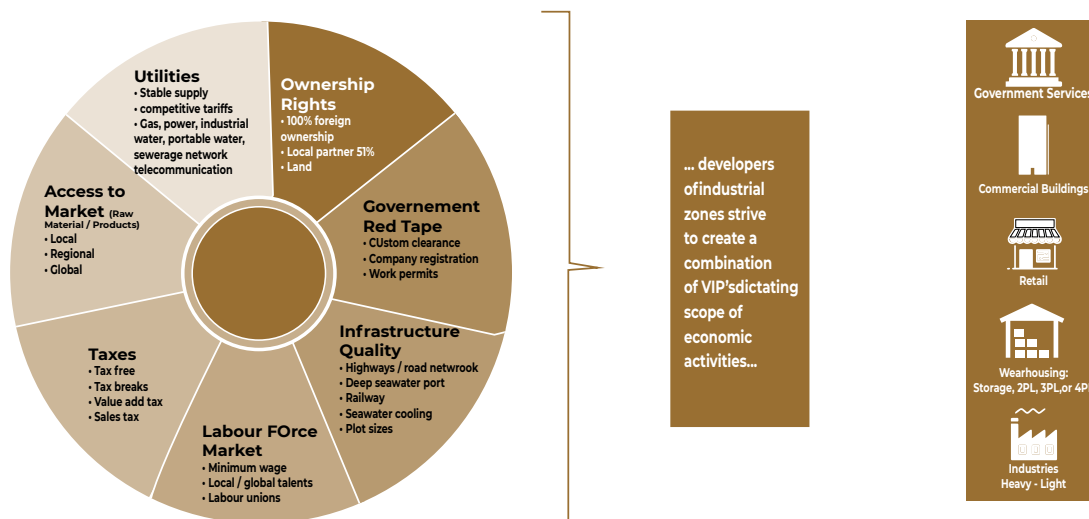 Utilities
• Stable supply
• competitive tariffs
• Gas, power, industrial
water, portable water,
sewerage network
telecommunication
Ownership
Rights
• 100% foreign
ownership
• Local partner 51%
• Land
Governement
Red Tape
• CUstom clearance
• Company registration
• Work permits
Infrastructure
Quality
• Highways / road netwrook
• Deep seawater port
• Railway
• Seawater cooling
• Plot sizes
Labour FOrce
Market
• Minimum wage
• Local / global talents
• Labour unions
Taxes
• Tax free
• Tax breaks
• Value add tax
• Sales tax
Access to
Market (Raw
Material / Products)
• Local
• Regional
• Global
... developers
ofindustrial
zones strive
to create a
combination
of VIP'sdictating
scope of
economic
activities...
Government Services
Commercial Buildings
Retail
Wearhousing:
Storage, 2PL, 3PL,or 4PL
Industries
Heavy - Light